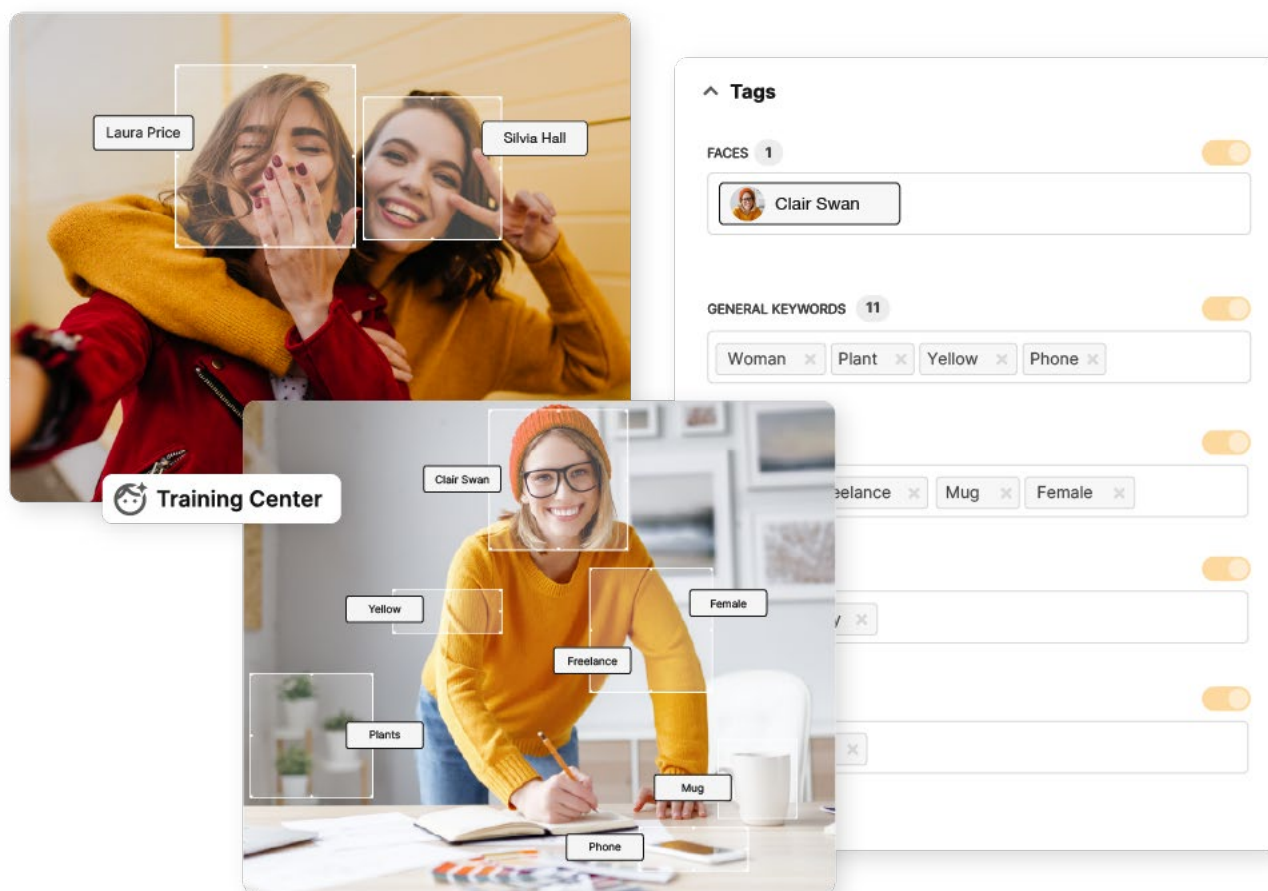 Laura Price
Silvia Hall
Training Center
Clair Swan
Yellow
Female
Freelance
Plants
Mug
Phone
Tags
FACES 1
Clair Swan
GENERAL KEYWORDS 11
Woman × Plant × Yellow × Phone ×
× Mug × Female ×
×
×